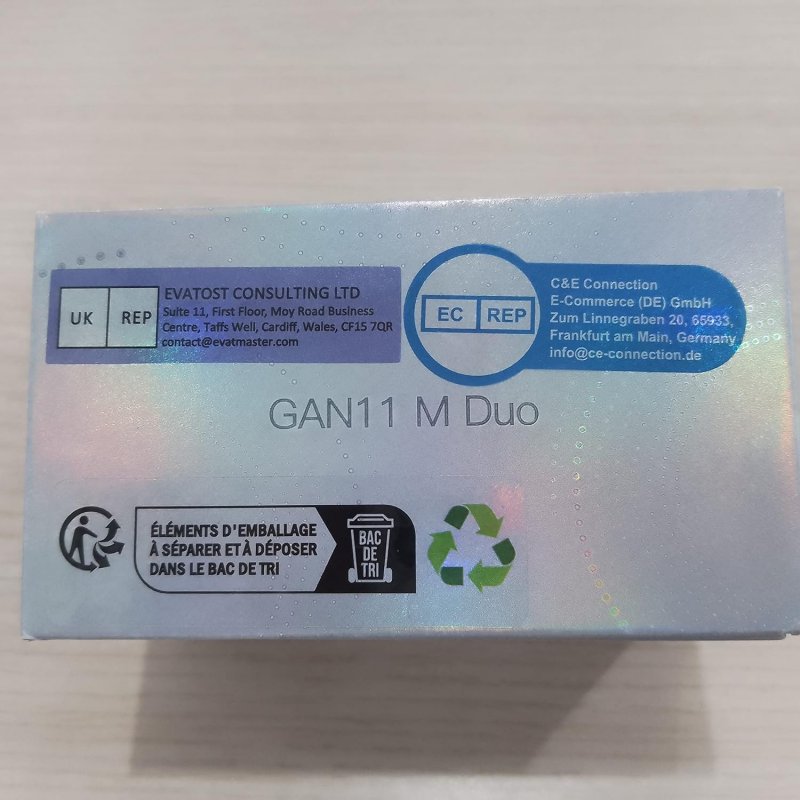 UK REP
EVATOST CONSULTING LTD
Suite 11, First Floor, Moy Road Business
Centre, Taffs Well, Cardiff, Wales, CF15 7QR
contact@evatmaster.com
EC REP
C&E Connection
E-Commerce (DE) GmbH
Zum Linnegraben 20, 65933,
Frankfurt am Main, Germany
info@ce-connection.de
GAN11 M Duo
ÉLÉMENTS D'EMBALLAGE
À SÉPARER ET À DÉPOSER
DANS LE BAC DE TRI
BAC
DE
TRI